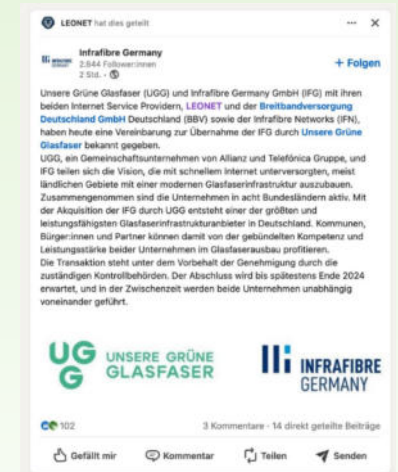 LEONET hat dies geteilt
Infrafibre Germany
2.844 Follower:innen
2 Std.
+ Folgen
Unsere Grüne Glasfaser (UGG) und Infrafibre Germany GmbH (IFG) mit ihren
beiden Internet Service Providern, LEONET und der Breitbandversorgung
Deutschland GmbH Deutschland (BBV) sowie der Infrafibre Networks (IFN),
haben heute eine Vereinbarung zur Übernahme der IFG durch Unsere Grüne
Glasfaser bekannt gegeben.
UGG, ein Gemeinschaftsunternehmen von Allianz und Telefónica Gruppe, und
IFG teilen sich die Vision, die mit schnellem Internet unterversorgten, meist
ländlichen Gebiete mit einer modernen Glasfaserinfrastruktur auszubauen.
Zusammengenommen sind die Unternehmen in acht Bundesländern aktiv. Mit
der Akquisition der IFG durch UGG entsteht einer der größten und
leistungsfähigsten Glasfaserinfrastrukturanbieter in Deutschland. Kommunen,
Bürger:innen und Partner können damit von der gebündelten Kompetenz und
Leistungsstärke beider Unternehmen im Glasfaserausbau profitieren.
Die Transaktion steht unter dem Vorbehalt der Genehmigung durch die
zuständigen Kontrollbehörden. Der Abschluss wird bis spätestens Ende 2024
erwartet, und in der Zwischenzeit werden beide Unternehmen unabhängig
voneinander geführt.
UGG
UNSERE GRÜNE
GLASFASER
INFRAFIBRE
GERMANY
102
3 Kommentare · 14 direkt geteilte Beiträge
Gefällt mir
Kommentar
Teilen
Senden